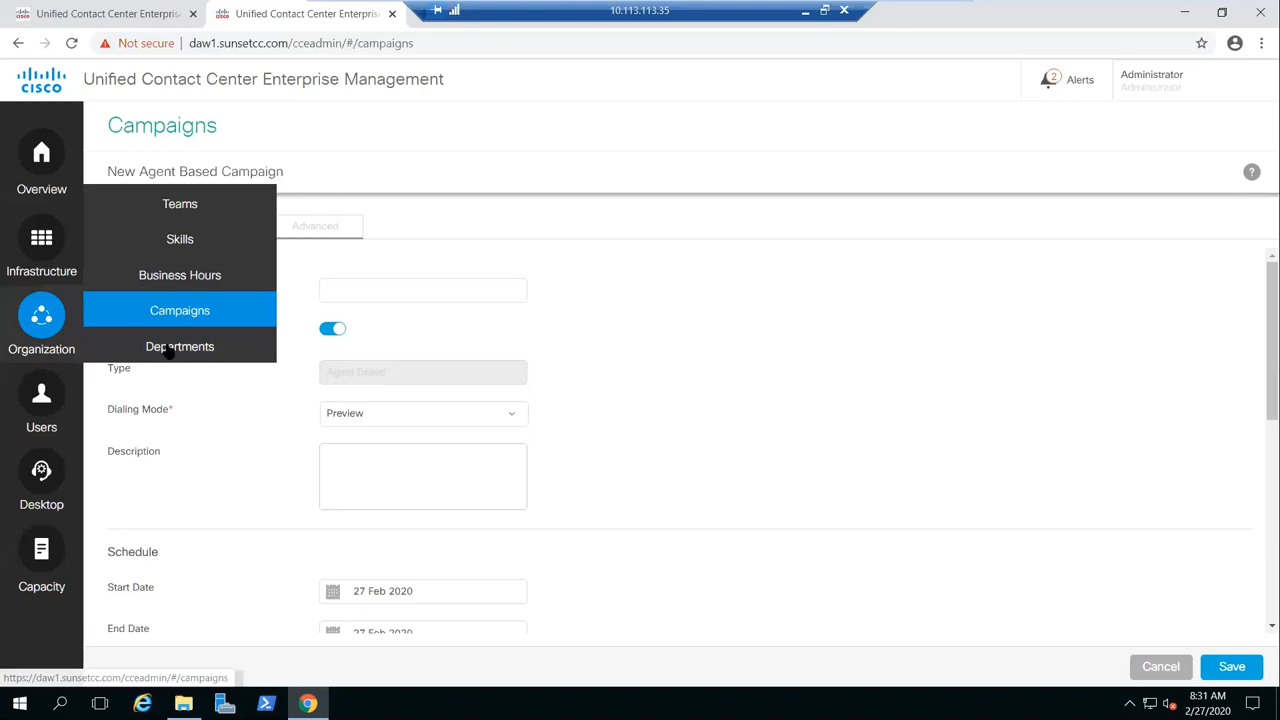 Unified Contact Center Enterpris
Unified Contact Center Enterprise
10.113.113.35
Not secure
daw1.sunsetcc.com/cceadmin/#/campaigns
CISCO
Unified Contact Center Enterprise Management
2
Alerts
Administrator
Administrator
Campaigns
New Agent Based Campaign
?
Overview
Infrastructure
Organization
Users
Desktop
Capacity
Teams
Skills
Business Hours
Campaigns
Departments
Advanced
Type
Agent Based
Dialing Mode*
Preview
Description
Schedule
Start Date
27 Feb 2020
End Date
27 Feb 2020
Cancel
Save
https://daw1.sunsetcc.com/cceadmin/#/campaigns
8:31 AM
2/27/2020